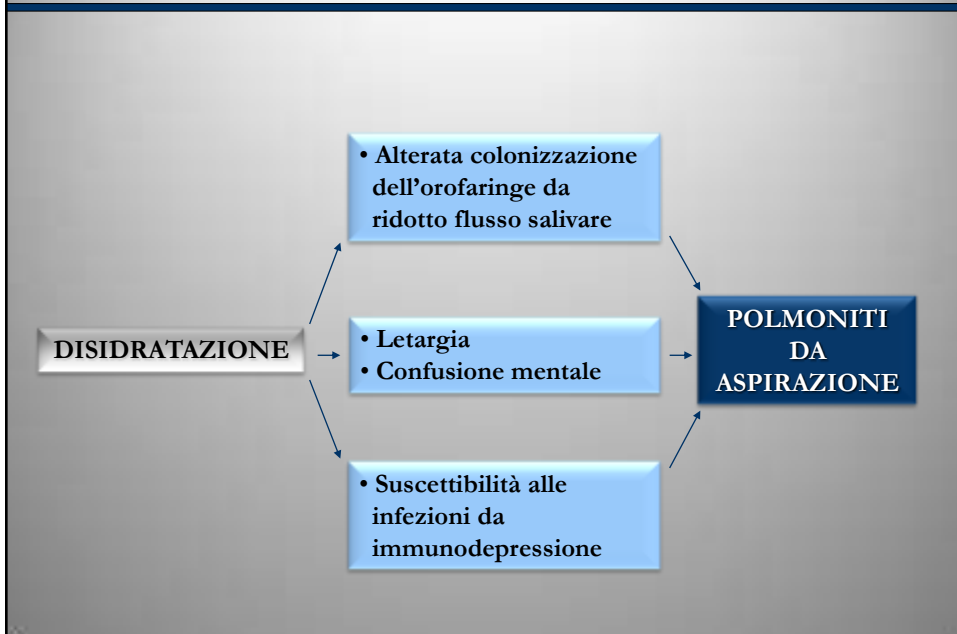 • Alterata colonizzazione
dell’orofaringe da
ridotto flusso salivare
DISIDRATAZIONE
• Letargia
• Confusione mentale
POLMONITI
DA
ASPIRAZIONE
• Suscettibilità alle
infezioni da
immunodepressione